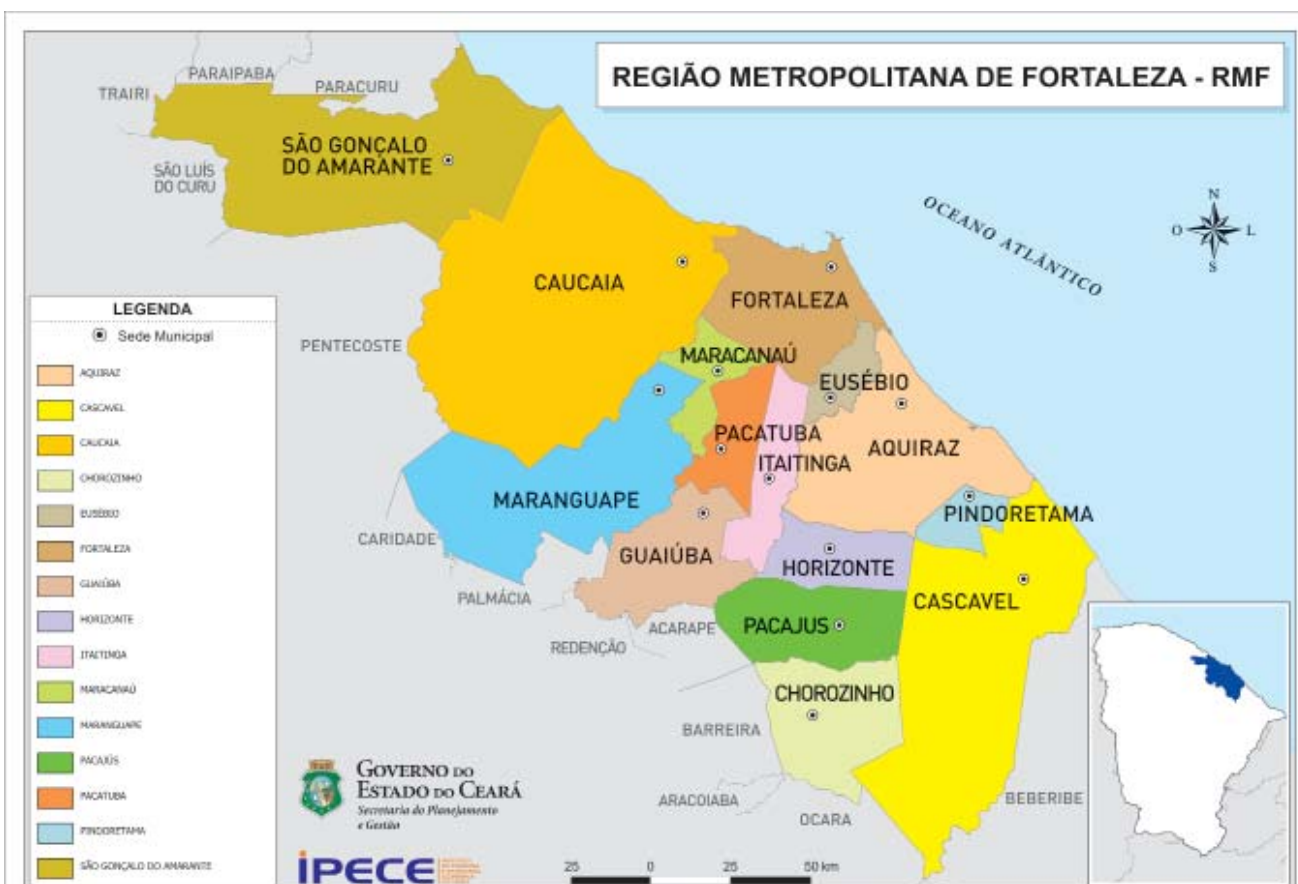 REGIÃO METROPOLITANA DE FORTALEZA - RMF
PARAIPABA
TRAIRI
PARACURU
SÃO GONÇALO
DO AMARANTE
SÃO LUÍS
DO CURU
OCEANO ATLÂNTICO
N
O
L
S
CAUCAIA
FORTALEZA
PENTECOSTE
MARACANAÚ
EUSÉBIO
PACATUBA
AQUIRAZ
ITAITINGA
MARANGUAPE
PINDORETAMA
CARIDADE
GUAIÚBA
HORIZONTE
PALMÁCIA
CASCAVEL
ACARAPE
PACAJUS
REDENÇÃO
CHOROZINHO
BARREIRA
ARACOIABA
OCARA
BEBERIBE
LEGENDA
Sede Municipal
AQUIRAZ
CASCAVEL
CAUCAIA
CHOROZINHO
EUSÉBIO
FORTALEZA
GUAIÚBA
HORIZONTE
ITAITINGA
MARACANAÚ
MARANGUAPE
PACAJÚS
PACATUBA
PINDORETAMA
SÃO GONÇALO DO AMARANTE
GOVERNO DO
ESTADO DO CEARÁ
Secretaria do Planejamento
e Gestão
IPECE
25 0 25 50 km